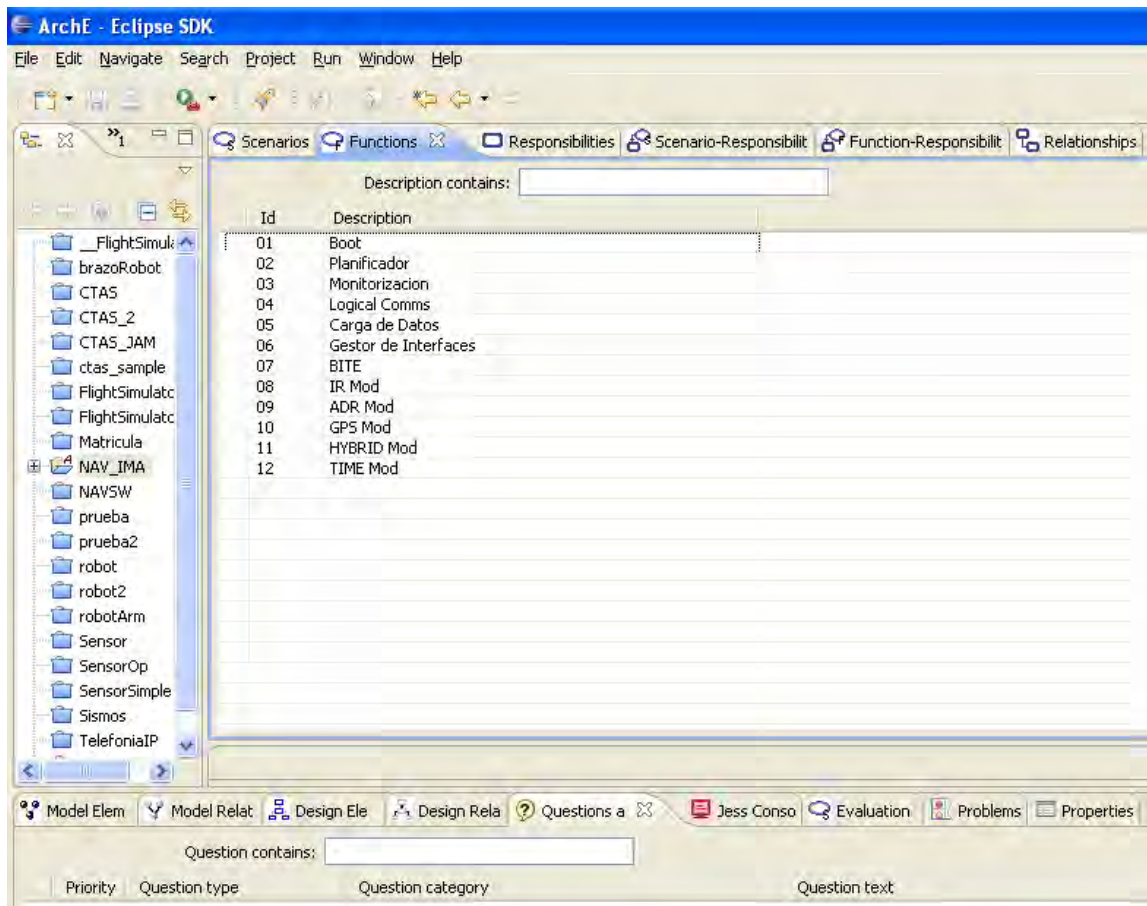 ArchE - Eclipse SDK
File Edit Navigate Search Project Run Window Help
»1
Scenarios Functions Responsibilities Scenario-Responsibilit Function-Responsibilit Relationships
Description contains:
Id Description
01 Boot
02 Planificador
03 Monitorizacion
04 Logical Comms
05 Carga de Datos
06 Gestor de Interfaces
07 BITE
08 IR Mod
09 ADR Mod
10 GPS Mod
11 HYBRID Mod
12 TIME Mod
__FlightSimula
brazoRobot
CTAS
CTAS_2
CTAS_JAM
ctas_sample
FlightSimulatc
FlightSimulatc
Matricula
NAV_IMA
NAVSW
prueba
prueba2
robot
robot2
robotArm
Sensor
SensorOp
SensorSimple
Sismos
TelefoniaIP
Model Elem Model Relat Design Ele Design Rela Questions a Jess Conso Evaluation Problems Properties
Question contains:
Priority Question type Question category Question text